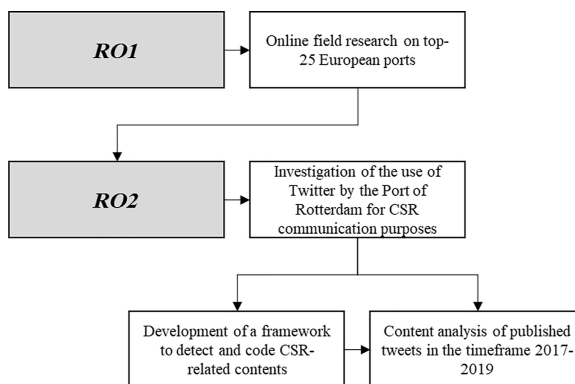 RO1
Online field research on top-
25 European ports
RO2
Investigation of the use of
Twitter by the Port of
Rotterdam for CSR
communication purposes
Development of a framework
to detect and code CSR-
related contents
Content analysis of published
tweets in the timeframe 2017-
2019